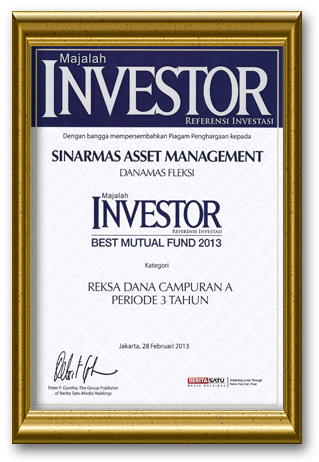 Majalah
INVESTOR
REFERENSI INVESTASI
Dengan bangga mempersembahkan Piagam Penghargaan kepada
SINARMAS ASSET MANAGEMENT
DANAMAS FLEKSI
Majalah
INVESTOR
REFERENSI INVESTASI
BEST MUTUAL FUND 2013
Kategori
REKSA DANA CAMPURAN A
PERIODE 3 TAHUN
Jakarta, 28 Februari 2013
Peter F. Gontha, The Group Publisher
of Berita Satu Media Holdings
BERITA SATU
MEDIA HOLDINGS
Impacting Lives Through
News You Can Trust